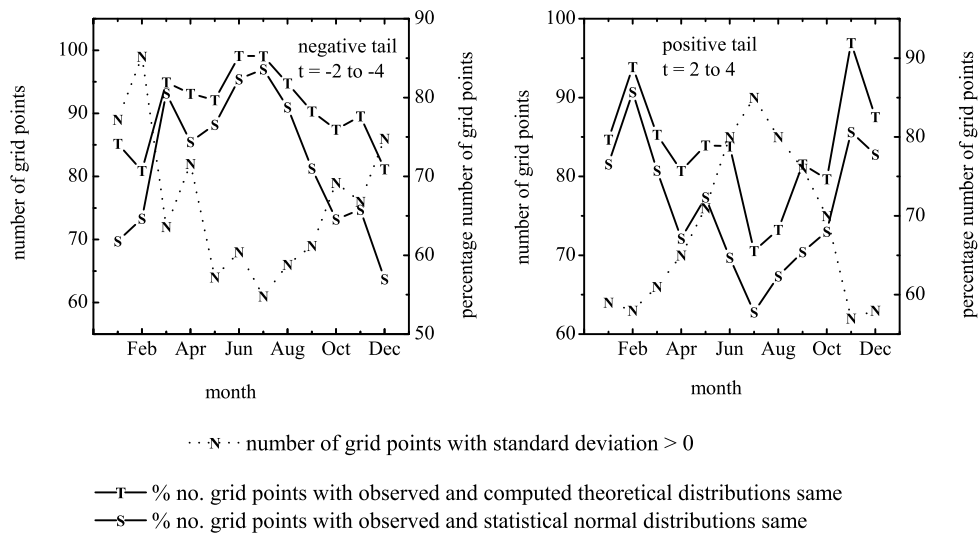 negative tail
t = -2 to -4
100
90
80
70
60
90
80
70
60
50
number of grid points
percentage number of grid points
Feb Apr Jun Aug Oct Dec
month
positive tail
t = 2 to 4
100
90
80
70
60
90
80
70
60
number of grid points
percentage number of grid points
Feb Apr Jun Aug Oct Dec
month
N number of grid points with standard deviation > 0
T % no. grid points with observed and computed theoretical distributions same
S % no. grid points with observed and statistical normal distributions same